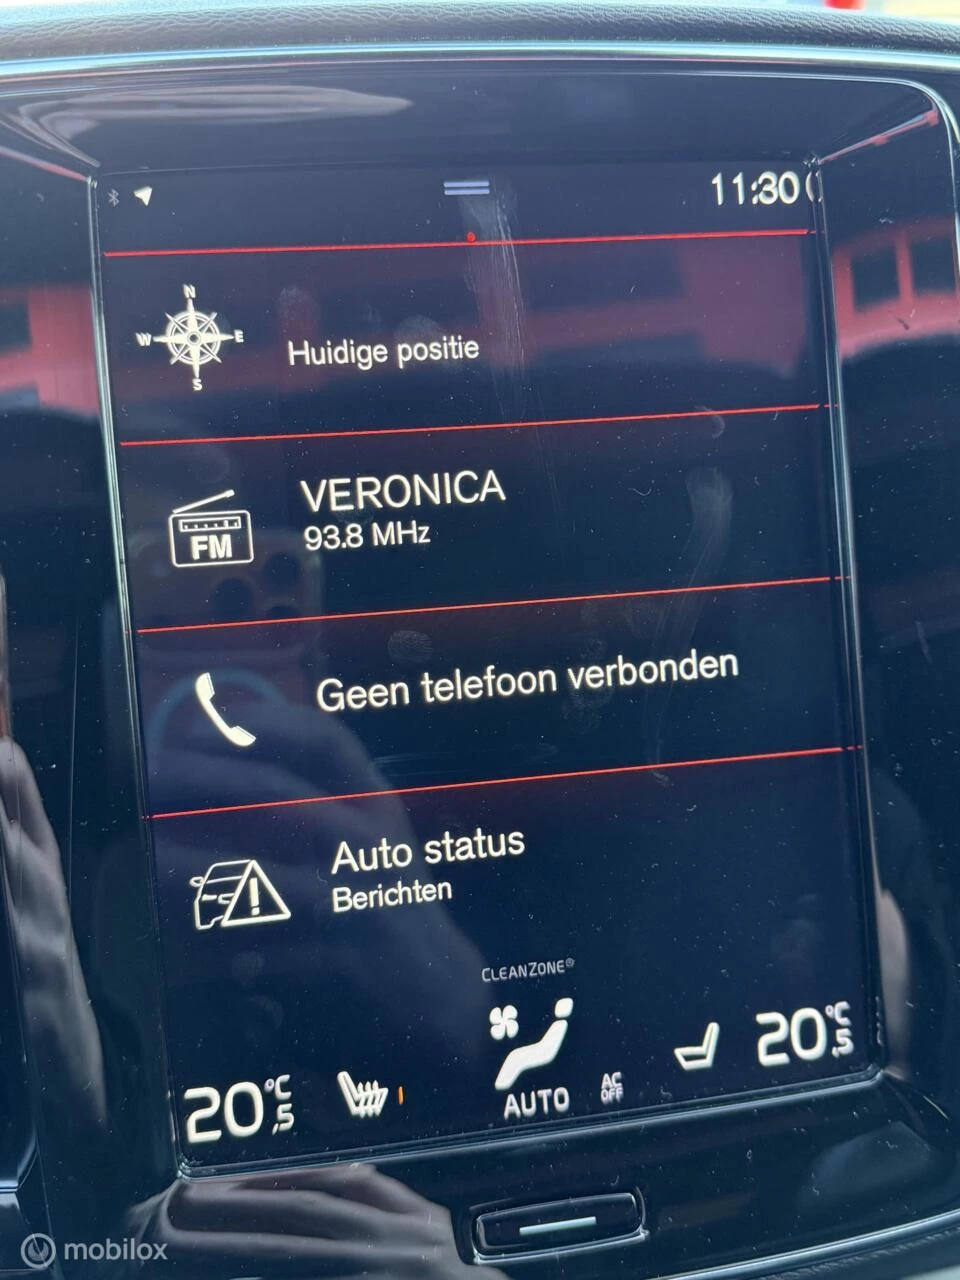 11:30
N
W E
S
Huidige positie
VERONICA
93.8 MHz
FM
Geen telefoon verbonden
Auto status
Berichten
CLEANZONE®
20,5 °C
AUTO
AC
OFF
20,5 °C
mobilox